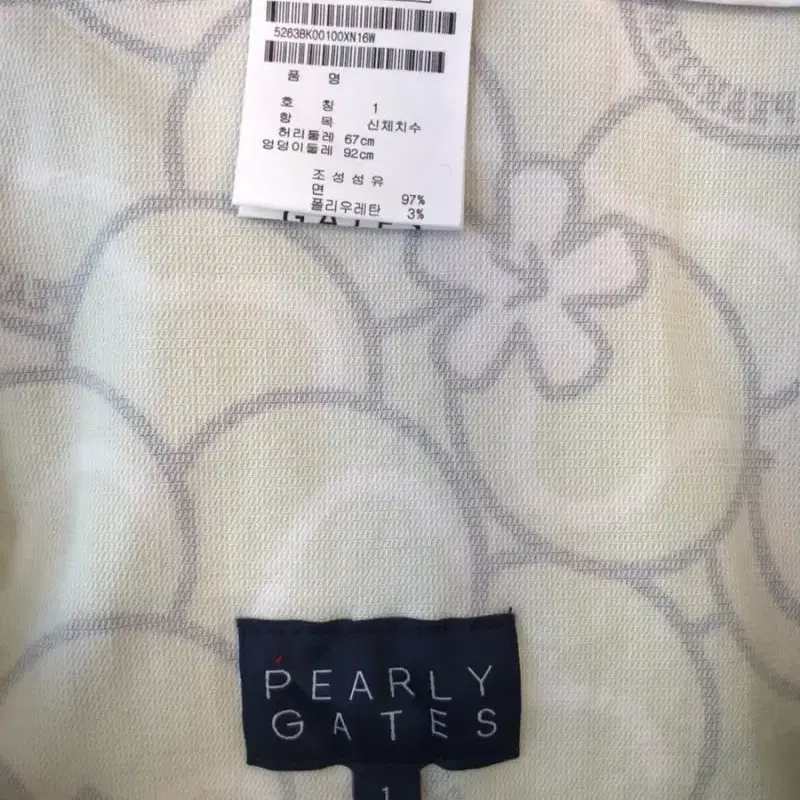 5263BK00100XN16W
품 명
호 칭 1
항 목 신체치수
허리둘레 67cm
엉덩이둘레 92cm
조성섬유
면 97%
폴리우레탄 3%
GATES
PEARLY
GATES
1